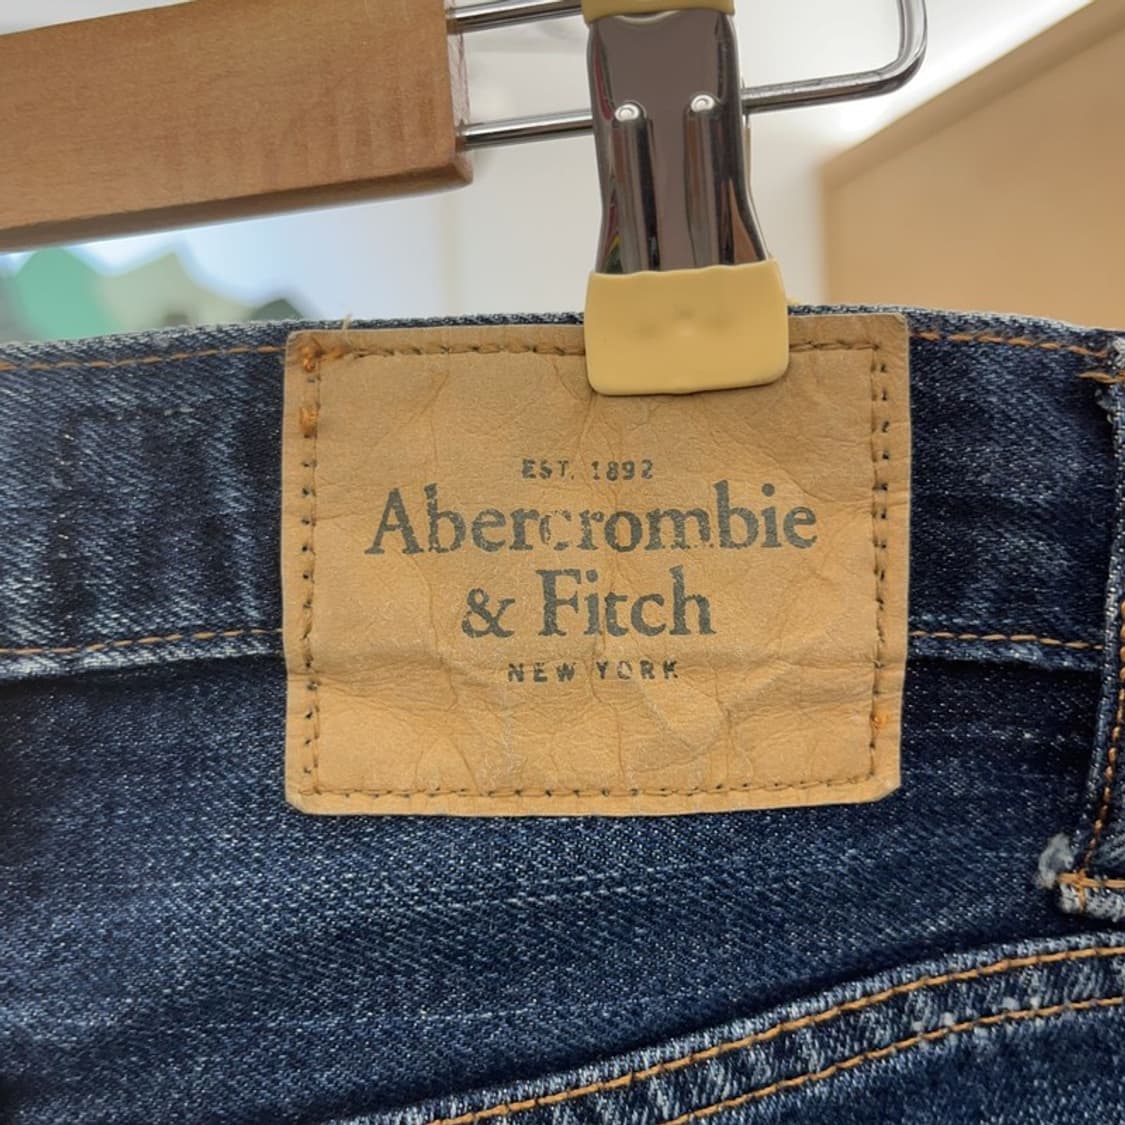 EST. 1892
Abercrombie
& Fitch
NEW YORK